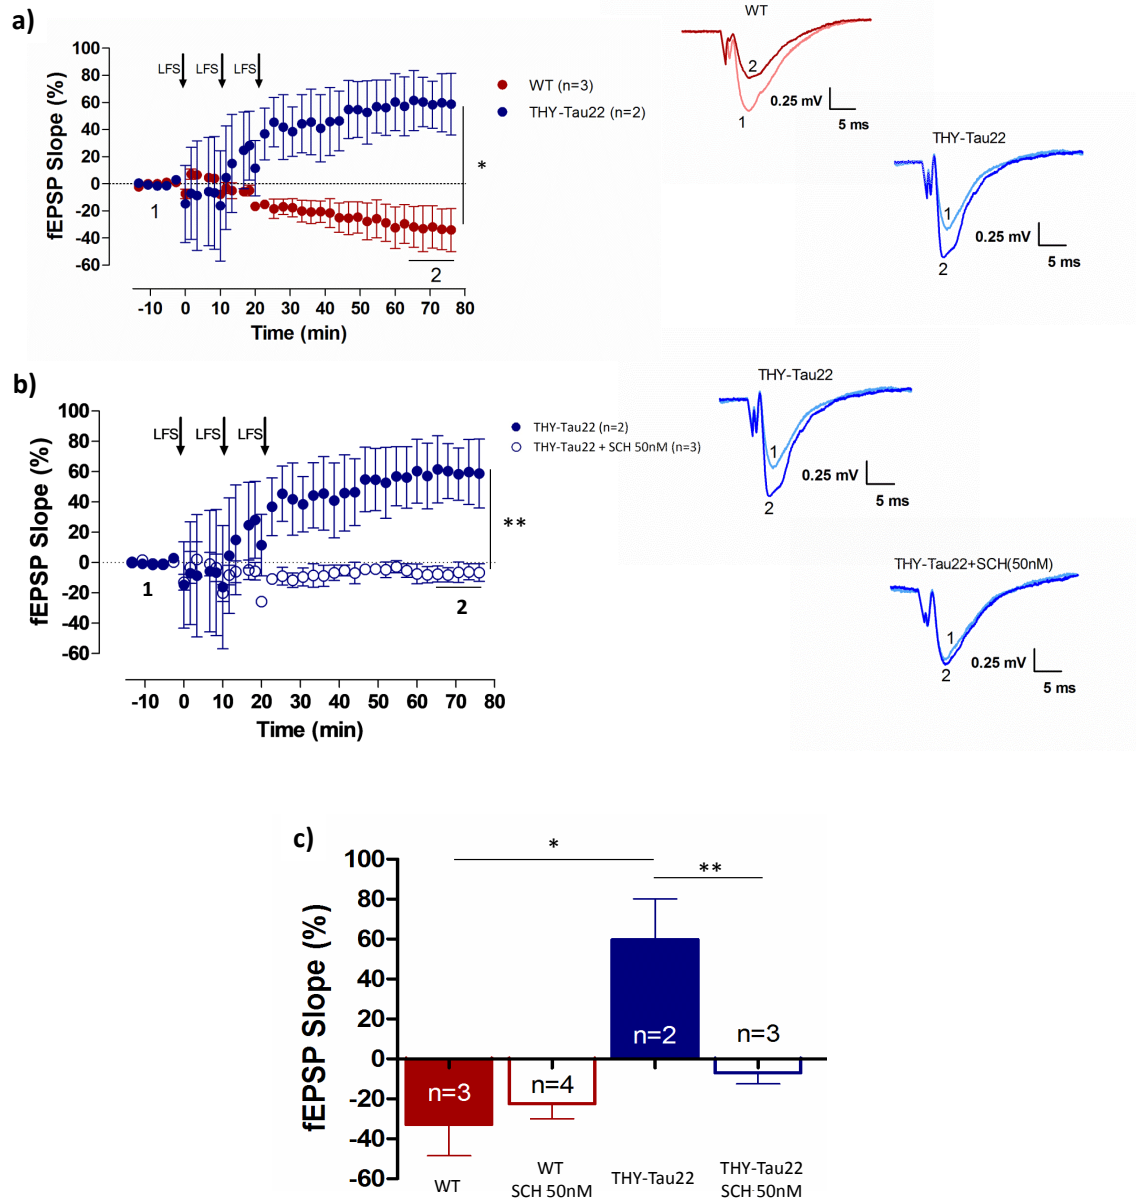 a)
WT
100
80
60
40
20
0
-20
-40
-60
fEPSP Slope (%)
LFS
LFS
LFS
WT (n=3)
THY-Tau22 (n=2)
*
1
2
-10 0 10 20 30 40 50 60 70 80
Time (min)
2
1
0.25 mV
5 ms
THY-Tau22
1
2
0.25 mV
5 ms
b)
100
80
60
40
20
0
-20
-40
-60
fEPSP Slope (%)
LFS
LFS
LFS
THY-Tau22 (n=2)
THY-Tau22 + SCH 50nM (n=3)
**
1
2
-10 0 10 20 30 40 50 60 70 80
Time (min)
THY-Tau22
1
2
0.25 mV
5 ms
THY-Tau22+SCH(50nM)
1
2
0.25 mV
5 ms
c)
100
80
60
40
20
0
-20
-40
-60
fEPSP Slope (%)
*
**
n=3
n=4
n=2
n=3
WT
WT
SCH 50nM
THY-Tau22
THY-Tau22
SCH 50nM